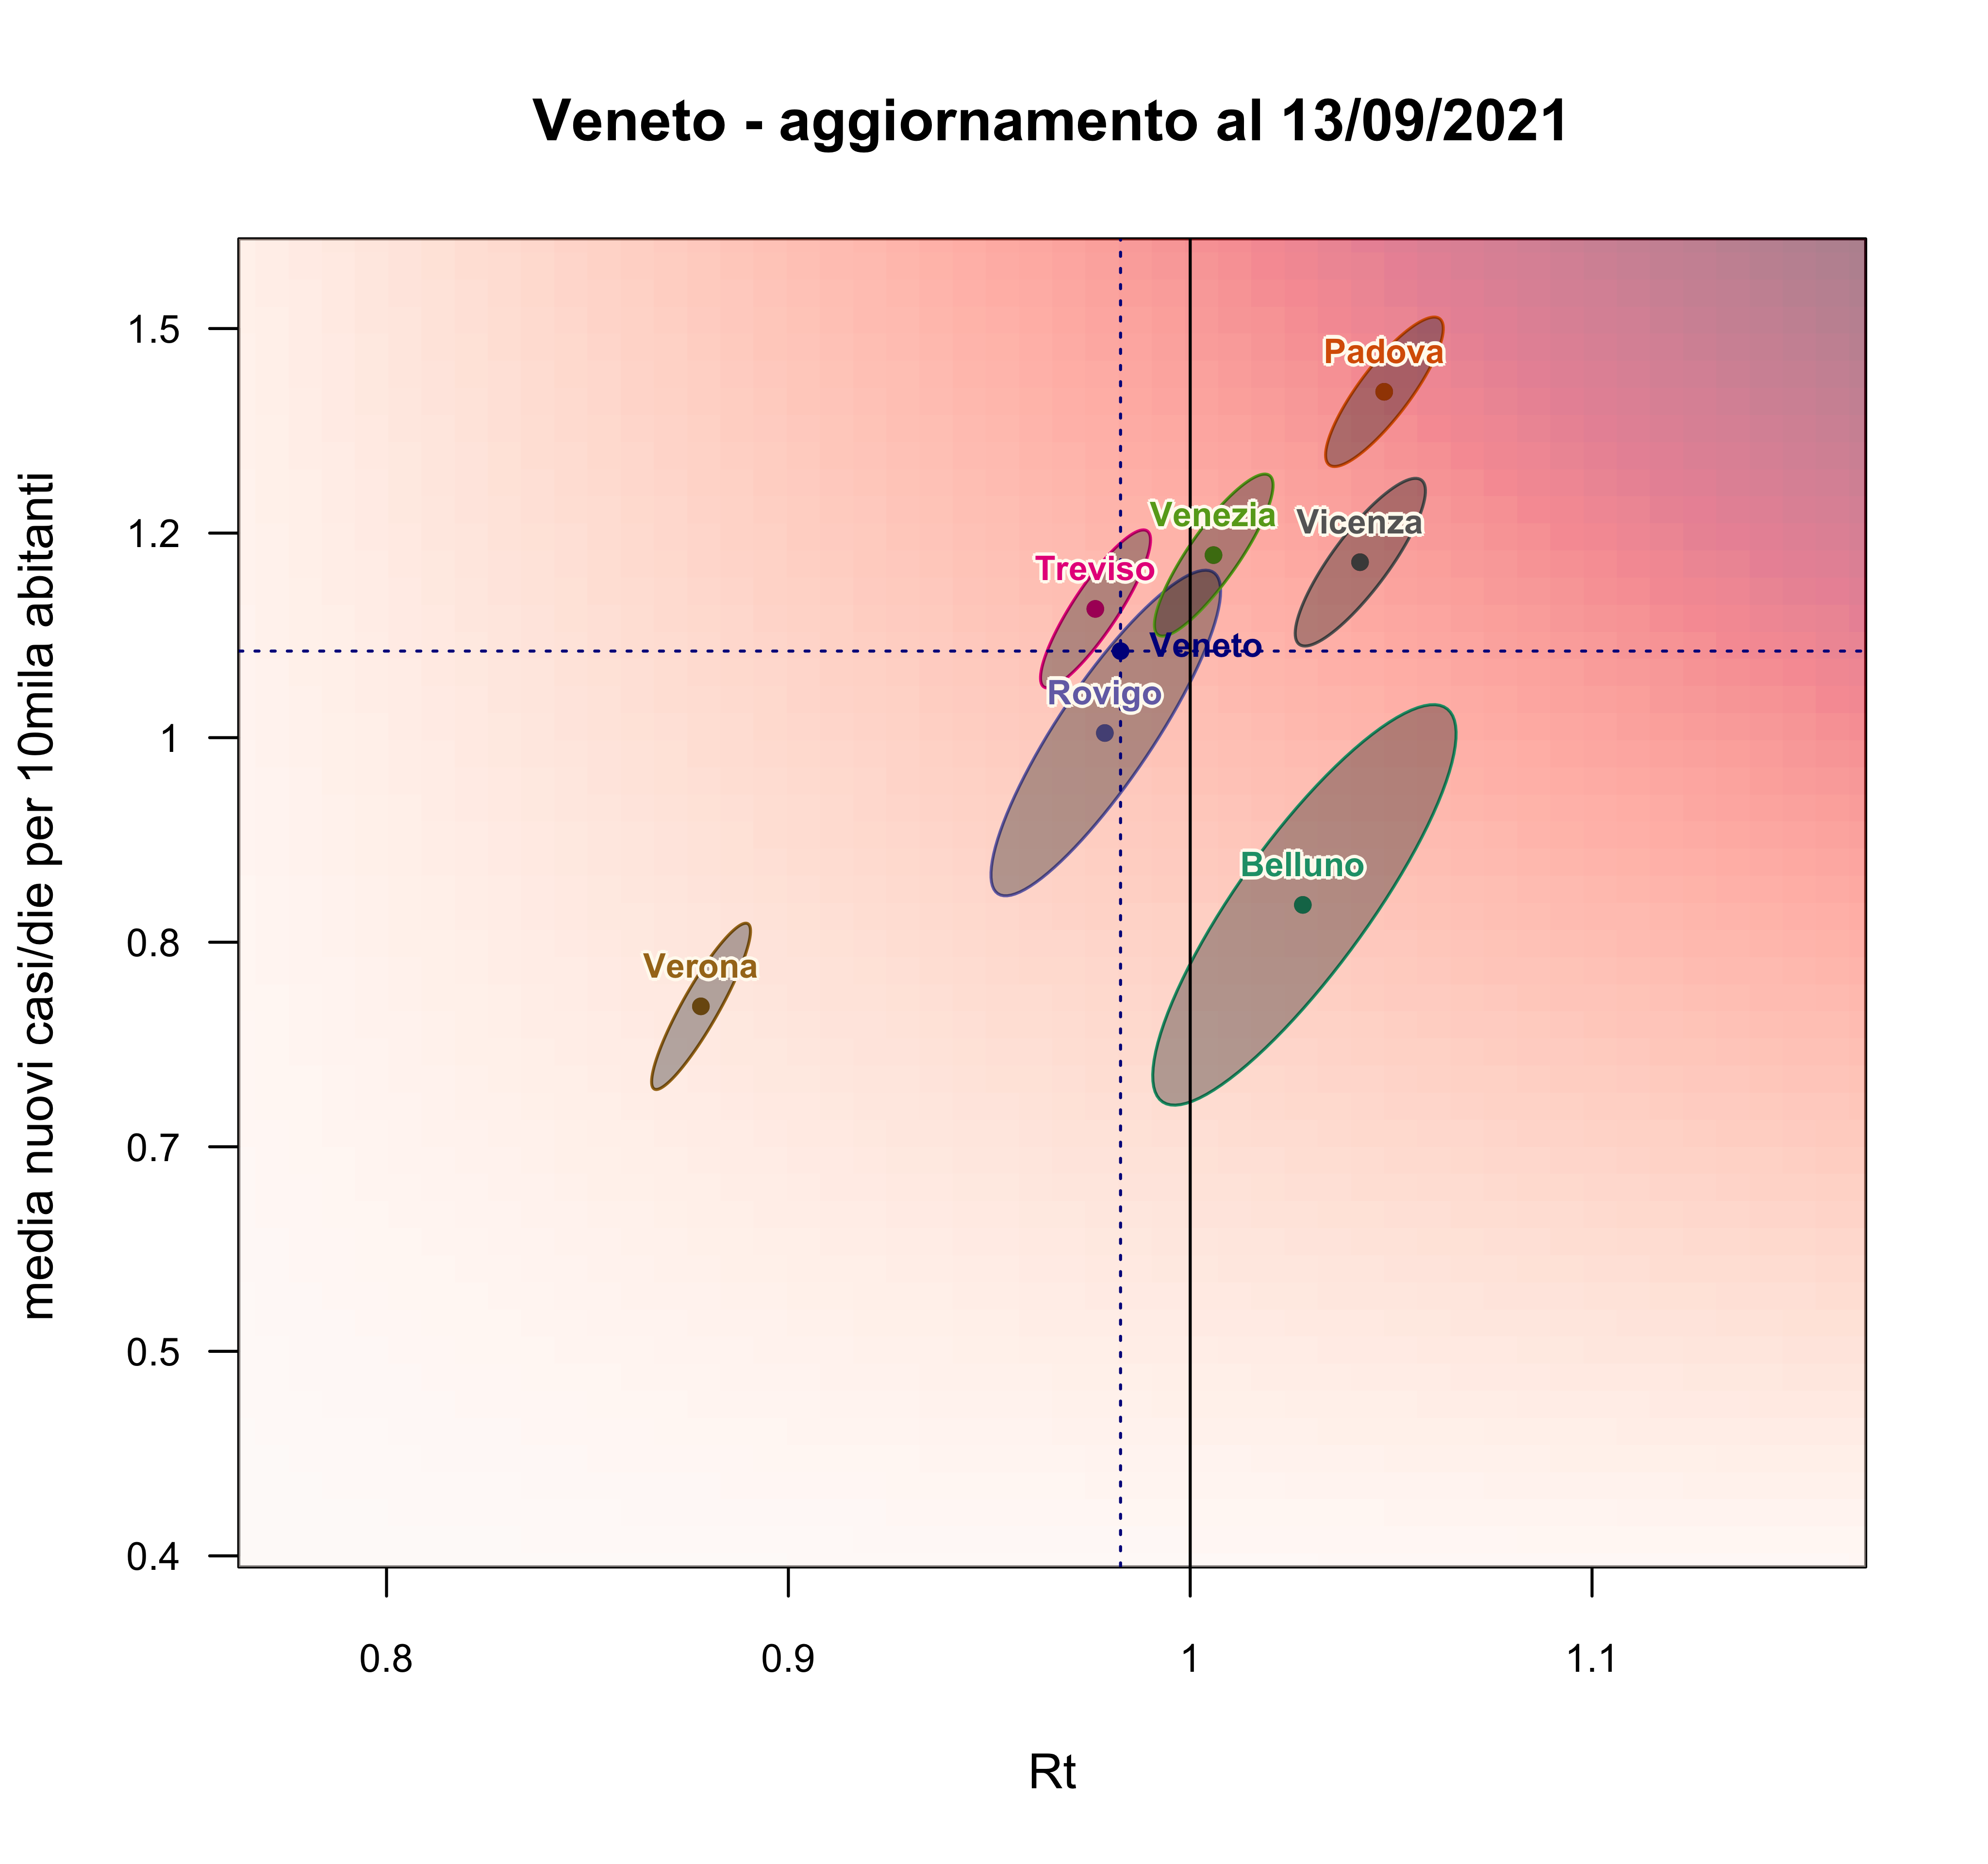 Veneto - aggiornamento al 13/09/2021
media nuovi casi/die per 10mila abitanti
1.5
1.2
1
0.8
0.7
0.5
0.4
Padova
Venezia
Vicenza
Treviso
Veneto
Rovigo
Belluno
Verona
0.8
0.9
1
1.1
Rt